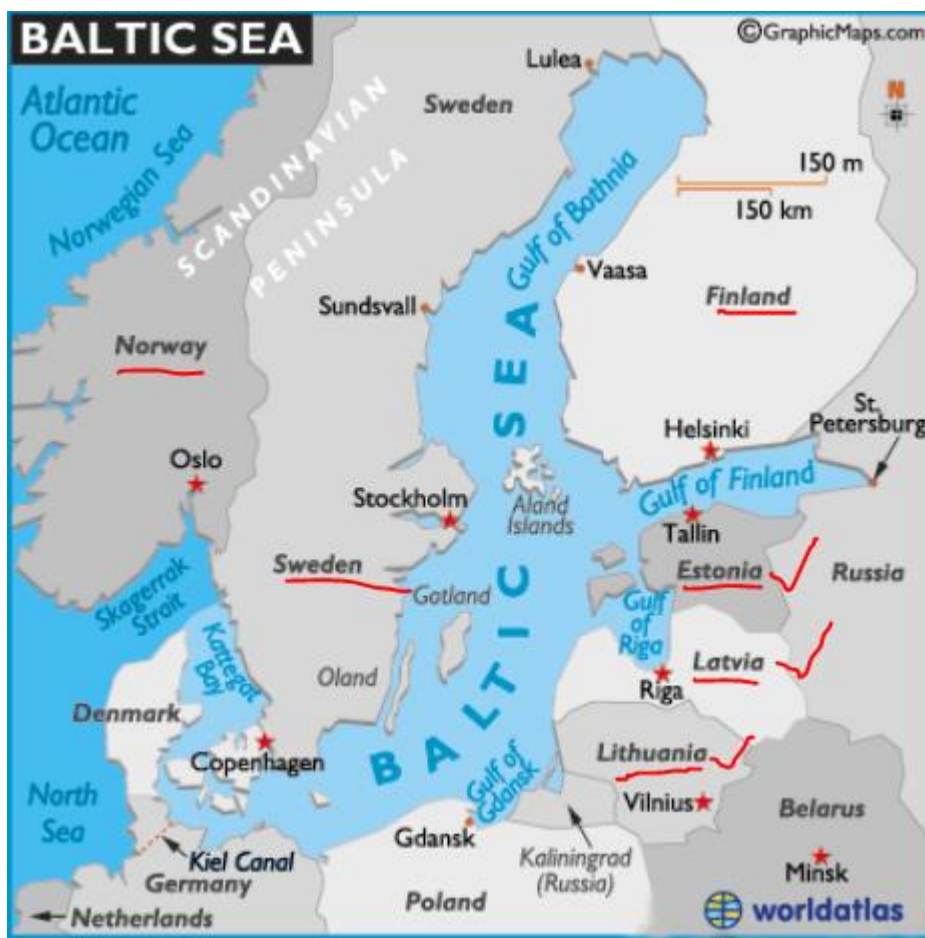 BALTIC SEA
©GraphicMaps.com
Lulea
Atlantic
Ocean
Sweden
N
Norwegian Sea
SCANDINAVIAN
PENINSULA
150 m
150 km
Gulf of Bothnia
Vaasa
Sundsvall
Finland
Norway
BALTIC SEA
St.
Petersburg
Helsinki
Oslo
Gulf of Finland
Stockholm
Aland
Islands
Tallin
Sweden
Estonia
Russia
Gotland
Skagerrak
Strait
Gulf
of
Riga
Kattegat
Bay
Latvia
Oland
Riga
Denmark
Copenhagen
Lithuania
Gulf of
Gdansk
North
Sea
Vilnius
Belarus
Gdansk
Kiel Canal
Kaliningrad
(Russia)
Minsk
Germany
Poland
Netherlands
worldatlas